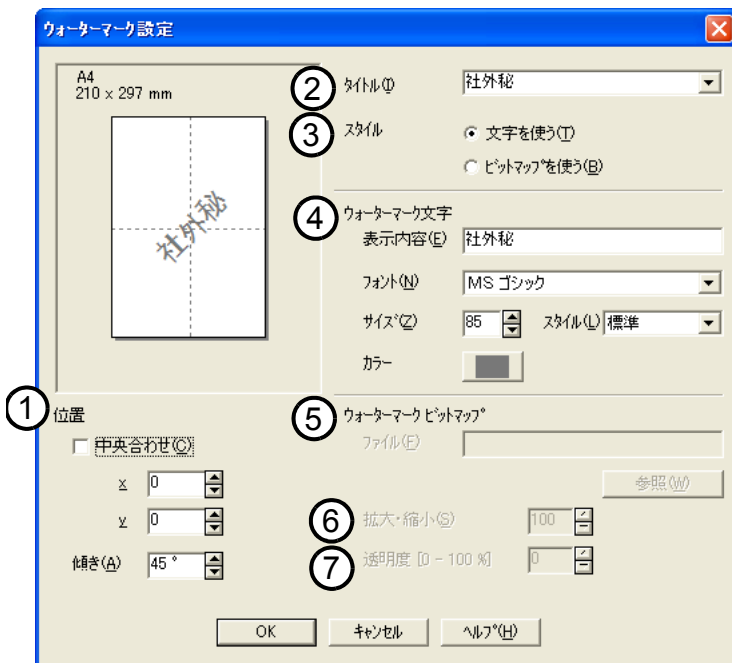 ウォーターマーク設定
A4
210 x 297 mm
社外秘
① 位置
中央合わせ(C)
x 0
y 0
傾き(A) 45 °
② タイトル(I) 社外秘
③ スタイル 文字を使う(T)
ビットマップを使う(B)
④ ウォーターマーク文字
表示内容(E) 社外秘
フォント(N) MS ゴシック
サイズ(Z) 85 スタイル(L) 標準
カラー
⑤ ウォーターマーク ビットマップ
ファイル(F)
参照(W)
⑥ 拡大・縮小(S) 100
⑦ 透明度 [0 - 100 %] 0
OK キャンセル ヘルプ(H)